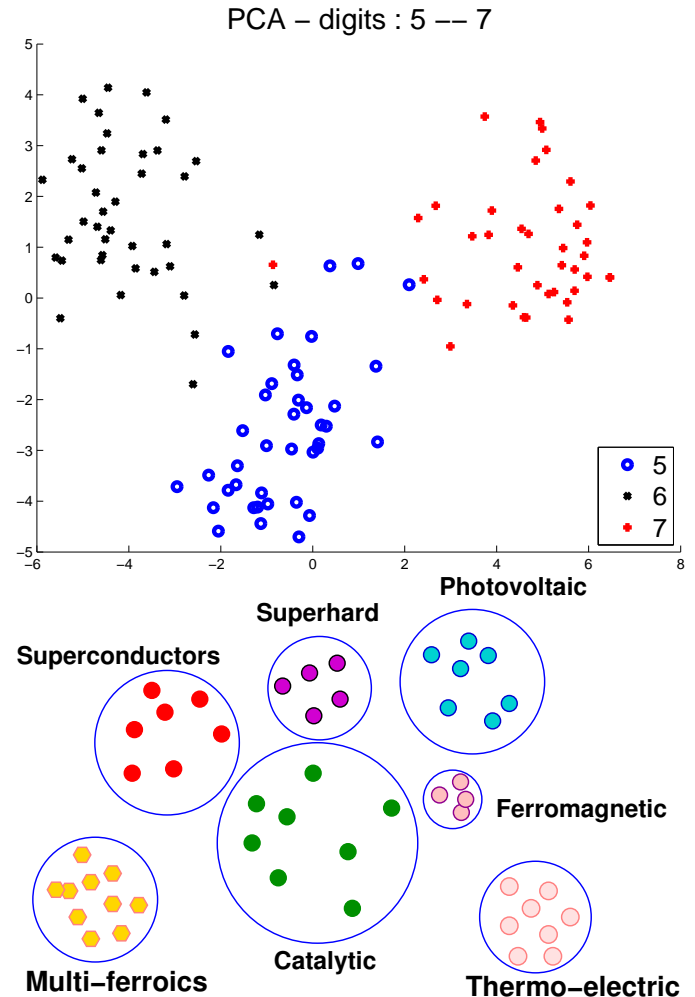 PCA − digits : 5 −− 7
5
4
3
2
1
0
−1
−2
−3
−4
−5
−6
−4
−2
0
2
4
6
8
5
6
7
Photovoltaic
Superhard
Superconductors
Ferromagnetic
Multi−ferroics
Catalytic
Thermo−electric